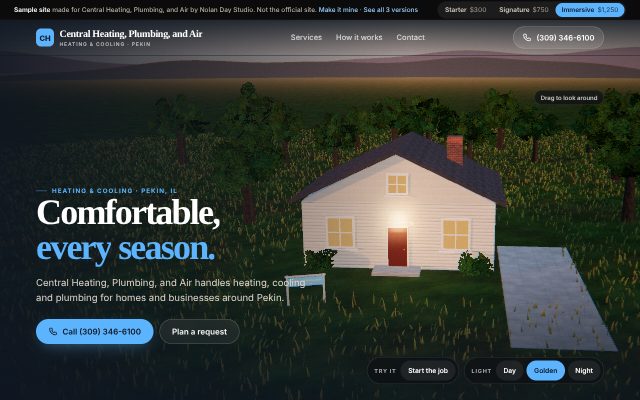 Sample site made for Central Heating, Plumbing, and Air by Nolan Day Studio. Not the official site. Make it mine · See all 3 versions
Starter $300 Signature $750 Immersive $1,250
CH
Central Heating, Plumbing, and Air
HEATING & COOLING · PEKIN
Services How it works Contact
(309) 346-6100
Drag to look around
HEATING & COOLING · PEKIN, IL
Comfortable,
every season.
Central Heating, Plumbing, and Air handles heating, cooling
and plumbing for homes and businesses around Pekin.
Call (309) 346-6100 Plan a request
TRY IT Start the job LIGHT Day Golden Night